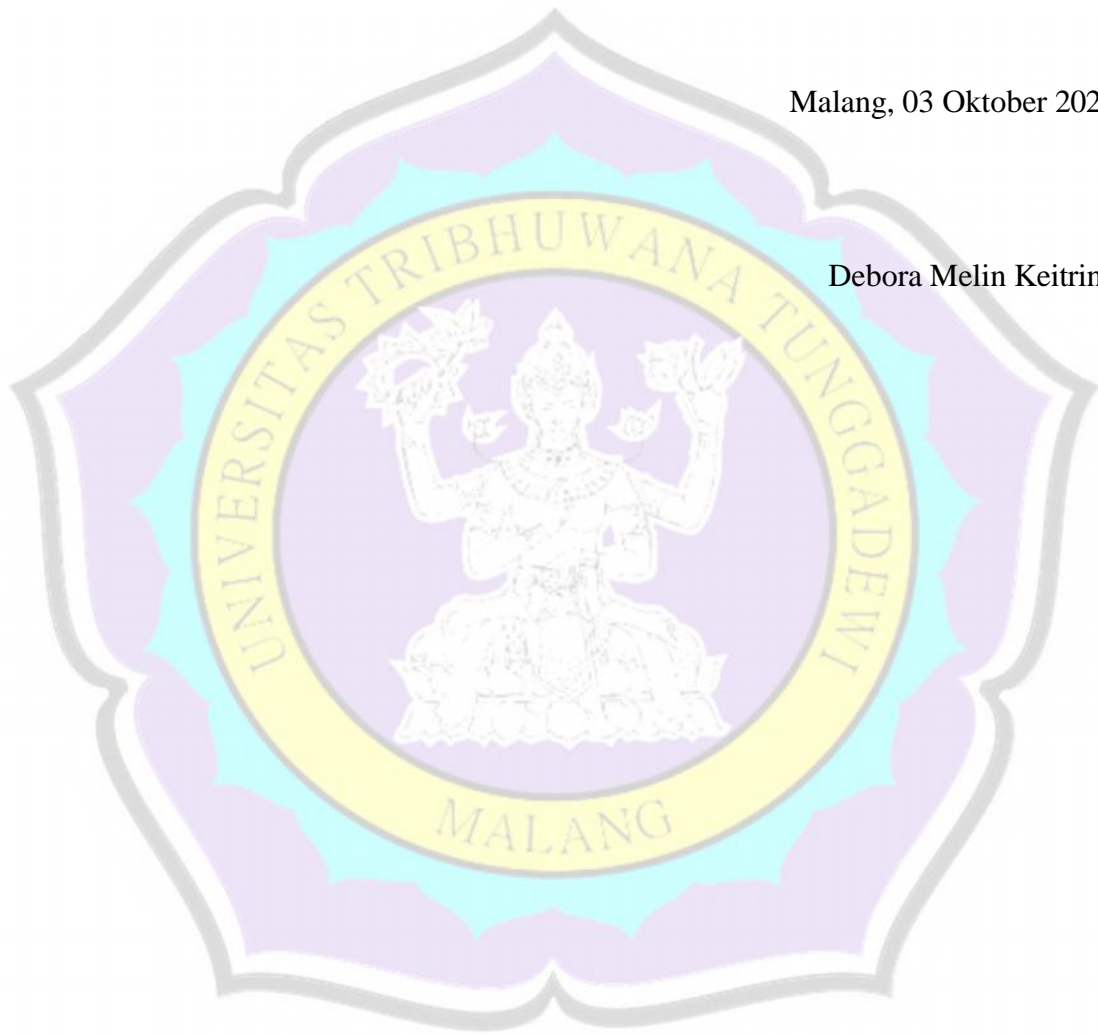 Malang, 03 Oktober 202
Debora Melin Keitrin
UNIVERSITAS TRIBHUWANA TUNGGADEWI
MALANG